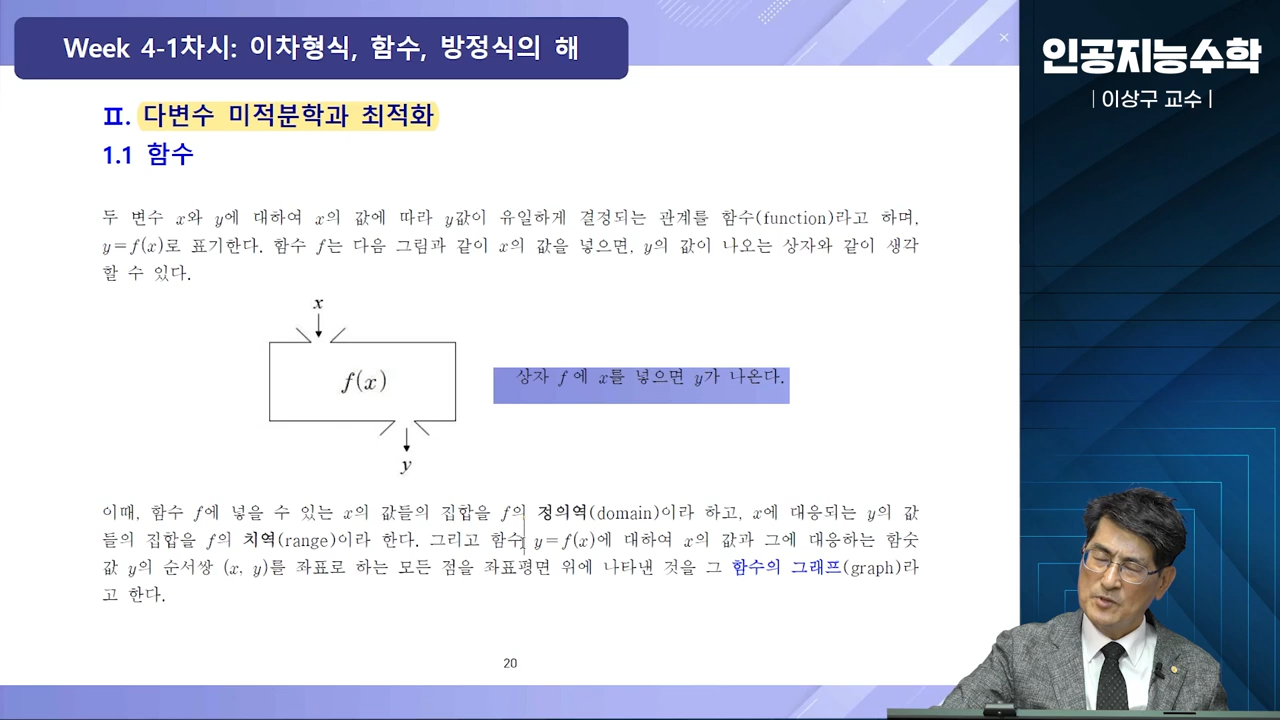 Week 4-1차시: 이차형식, 함수, 방정식의 해
인공지능수학
| 이상구 교수 |
Ⅱ. 다변수 미적분학과 최적화
1.1 함수
두 변수 x와 y에 대하여 x의 값에 따라 y값이 유일하게 결정되는 관계를 함수(function)라고 하며,
y=f(x)로 표기한다. 함수 f는 다음 그림과 같이 x의 값을 넣으면, y의 값이 나오는 상자와 같이 생각
할 수 있다.
x
f(x)
상자 f 에 x를 넣으면 y가 나온다.
y
이때, 함수 f에 넣을 수 있는 x의 값들의 집합을 f의 정의역(domain)이라 하고, x에 대응되는 y의 값
들의 집합을 f의 치역(range)이라 한다. 그리고 함수 y=f(x)에 대하여 x의 값과 그에 대응하는 함숫
값 y의 순서쌍 (x, y)를 좌표로 하는 모든 점을 좌표평면 위에 나타낸 것을 그 함수의 그래프(graph)라
고 한다.
20